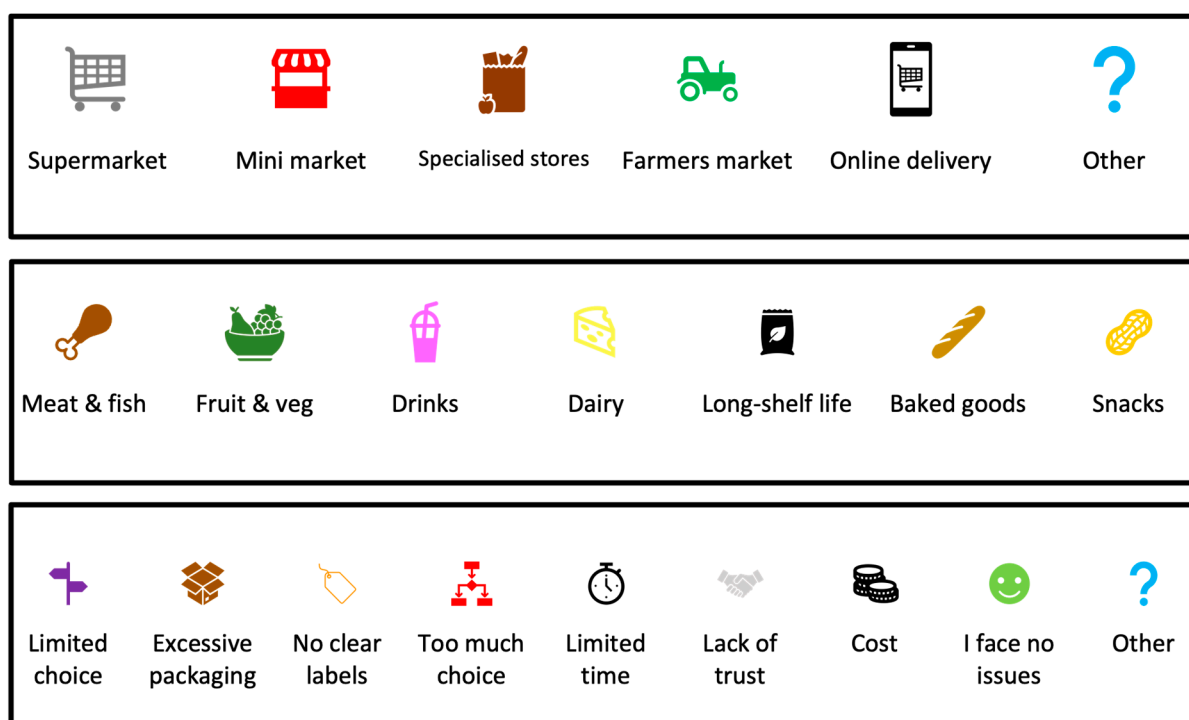 Supermarket
Mini market
Specialised stores
Farmers market
Online delivery
Other
Meat & fish
Fruit & veg
Drinks
Dairy
Long-shelf life
Baked goods
Snacks
Limited
choice
Excessive
packaging
No clear
labels
Too much
choice
Limited
time
Lack of
trust
Cost
I face no
issues
Other